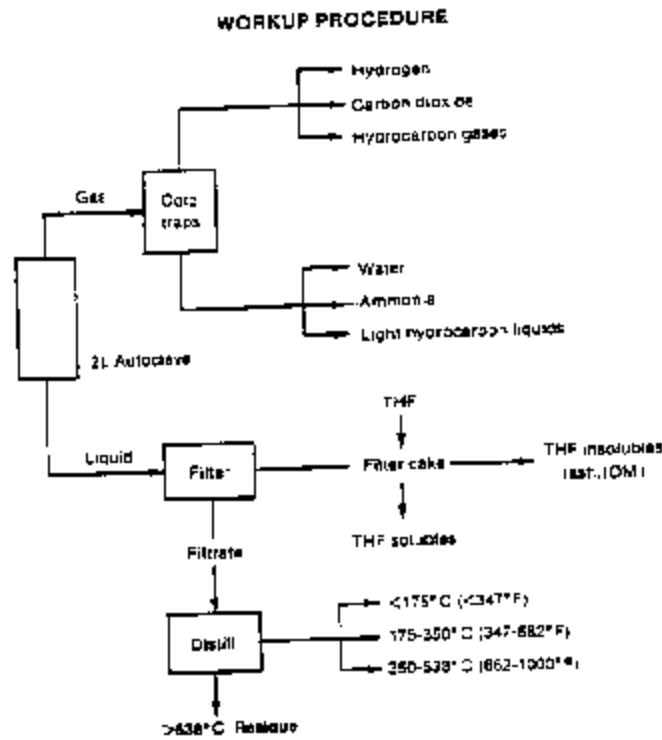 WORKUP PROCEDURE
Hydrogen
Carbon dioxide
Hydrocarbon gases
Gas
traps
Water
Ammonia
Light hydrocarbon liquids
2L Autoclave
THF
Liquid
Filter
Filter cake
THF insolubles
THF solubles
Filtrate
<175°C (<347°F)
Distill
175-350°C (347-662°F)
350-538°C (662-1000°F)
>538°C Residue